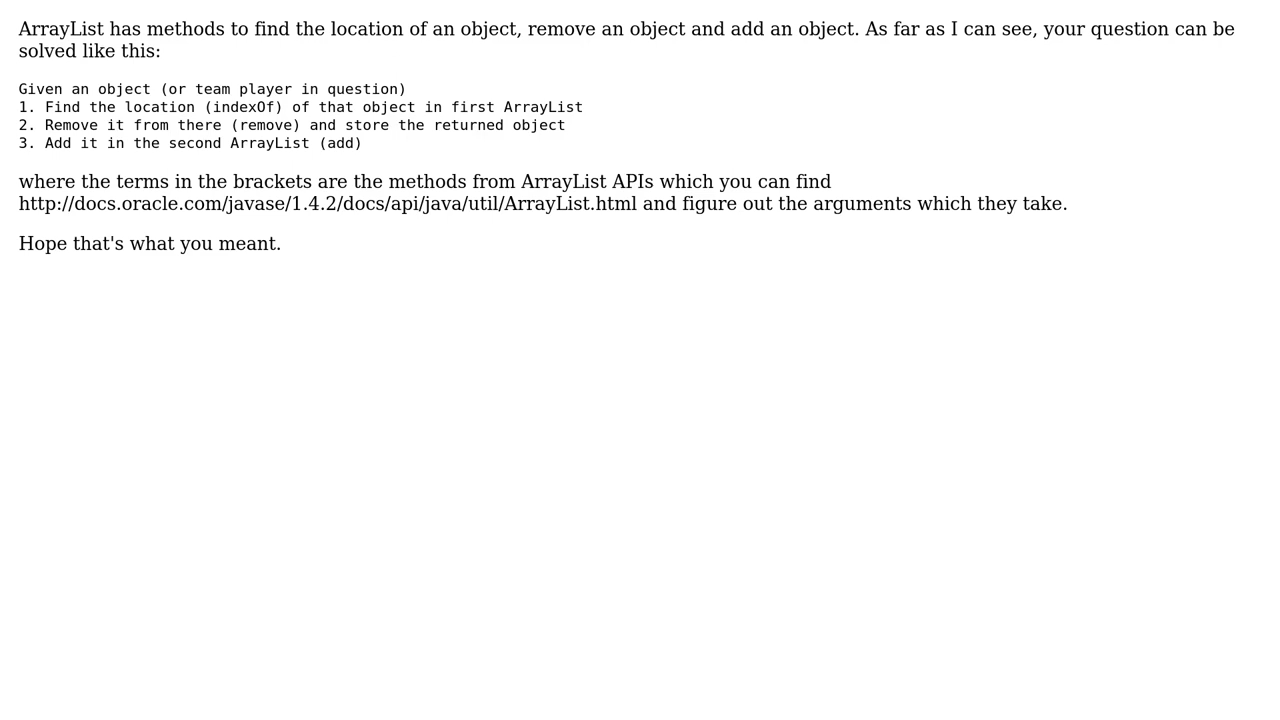 ArrayList has methods to find the location of an object, remove an object and add an object. As far as I can see, your question can be
solved like this:
Given an object (or team player in question)
1. Find the location (indexOf) of that object in first ArrayList
2. Remove it from there (remove) and store the returned object
3. Add it in the second ArrayList (add)
where the terms in the brackets are the methods from ArrayList APIs which you can find
http://docs.oracle.com/javase/1.4.2/docs/api/java/util/ArrayList.html and figure out the arguments which they take.
Hope that's what you meant.